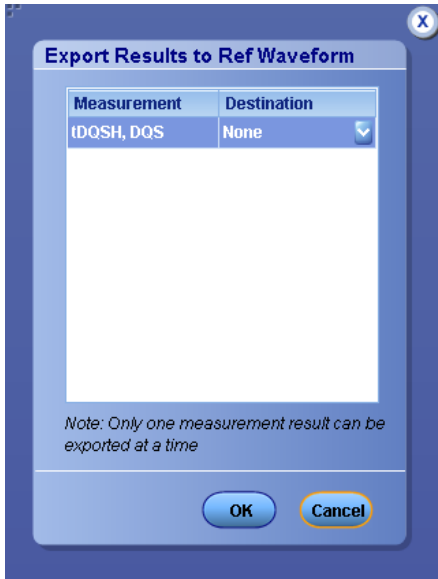 X
Export Results to Ref Waveform
Measurement Destination
tDQSH, DQS None
Note: Only one measurement result can be
exported at a time
OK Cancel